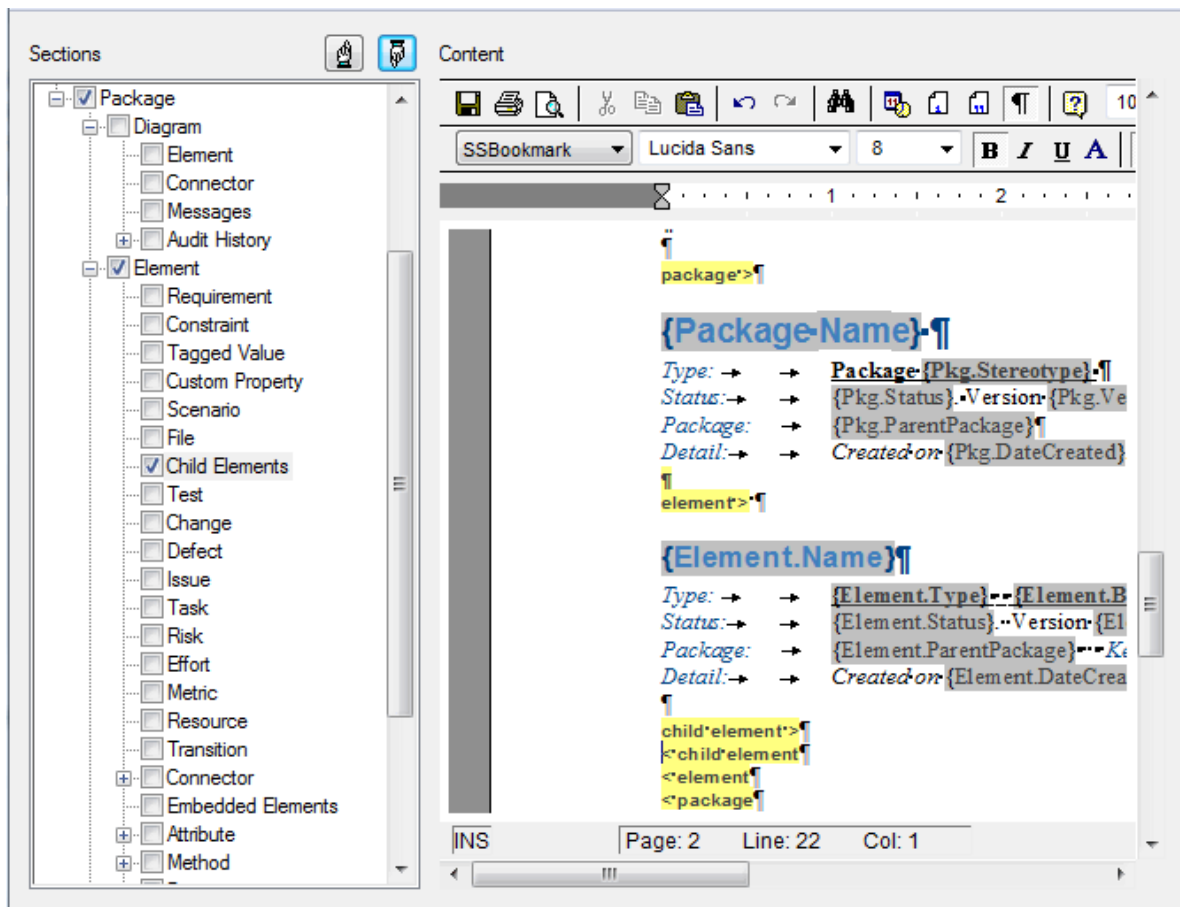 Sections
Content
Package
Diagram
Element
Connector
Messages
Audit History
Element
Requirement
Constraint
Tagged Value
Custom Property
Scenario
File
Child Elements
Test
Change
Defect
Issue
Task
Risk
Effort
Metric
Resource
Transition
Connector
Embedded Elements
Attribute
Method
10
SSBookmark Lucida Sans 8 B I U A
1 2
¶
package >¶
{Package Name} ¶
Type: Package {Pkg.Stereotype} ¶
Status: {Pkg.Status}. Version {Pkg.Ve
Package: {Pkg.ParentPackage}¶
Detail: Created on {Pkg.DateCreated}
¶
element > ¶
{Element.Name}¶
Type: {Element.Type} - {Element.B
Status: {Element.Status}. Version {El
Package: {Element.ParentPackage} Ke
Detail: Created on {Element.DateCrea
¶
child element >¶
< child element¶
< element¶
< package¶
INS Page: 2 Line: 22 Col: 1